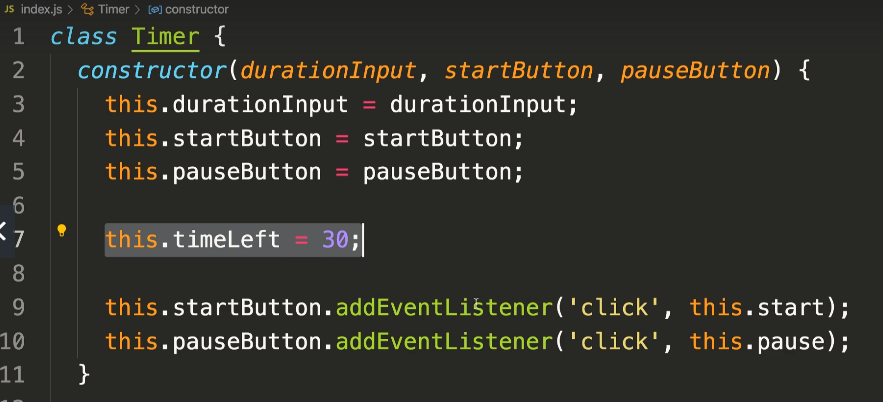 JS index.js > Timer > constructor
1 class Timer {
2 constructor(durationInput, startButton, pauseButton) {
3 this.durationInput = durationInput;
4 this.startButton = startButton;
5 this.pauseButton = pauseButton;
6
7 this.timeLeft = 30;
8
9 this.startButton.addEventListener('click', this.start);
10 this.pauseButton.addEventListener('click', this.pause);
11 }